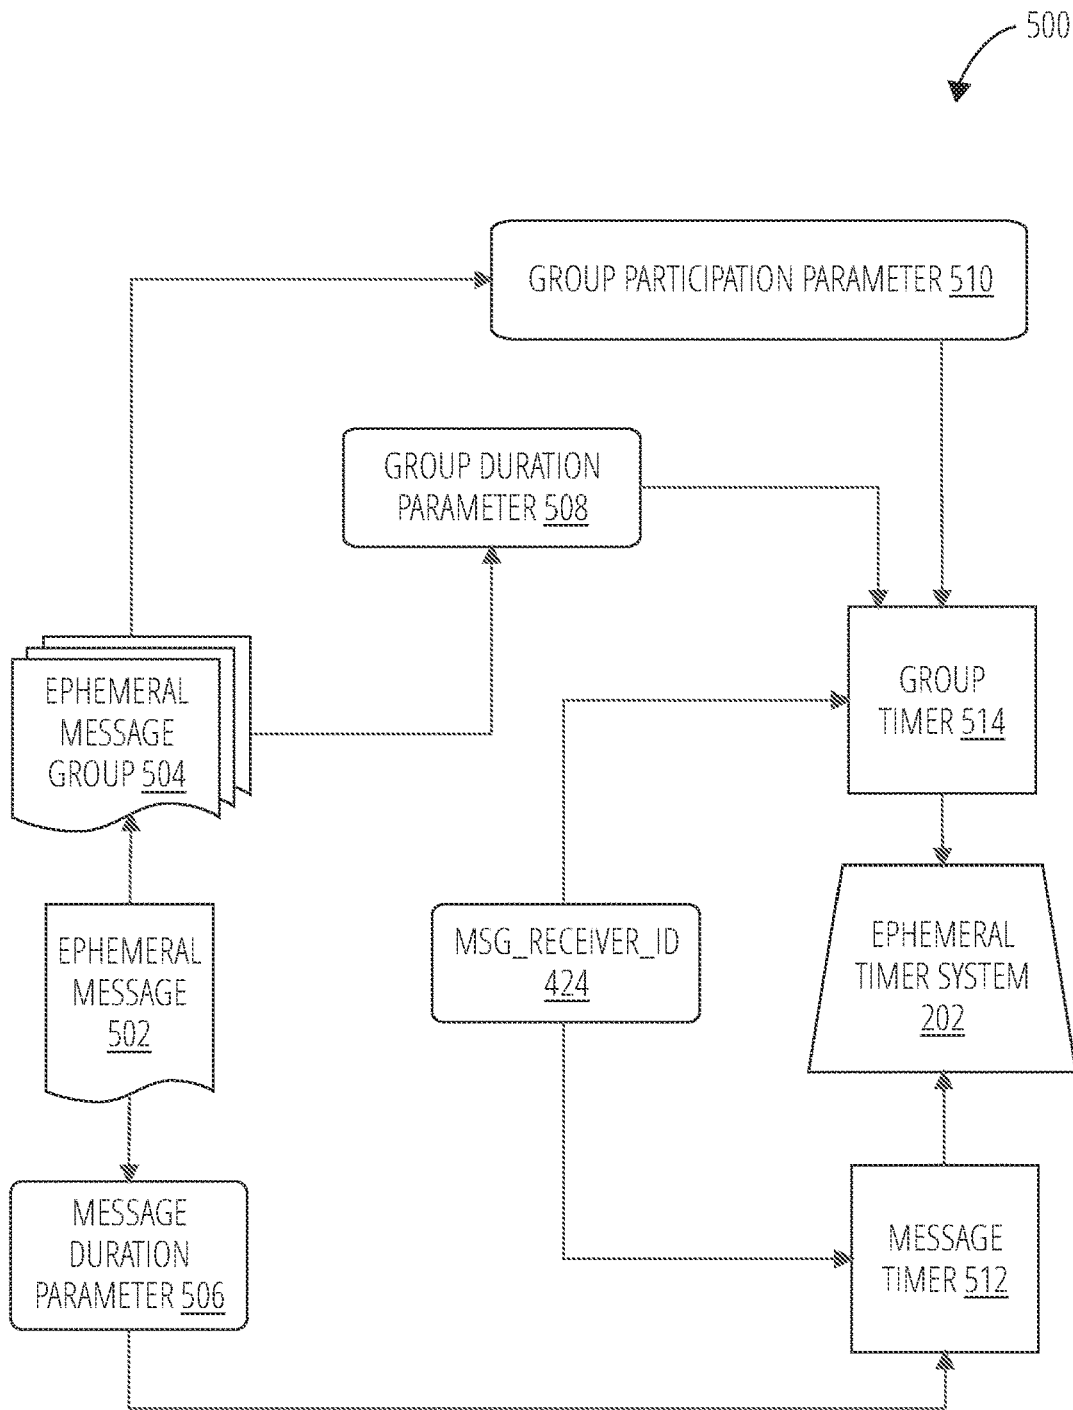 500
GROUP PARTICIPATION PARAMETER 510
GROUP DURATION
PARAMETER 508
EPHEMERAL
MESSAGE
GROUP 504
GROUP
TIMER 514
EPHEMERAL
MESSAGE
502
MSG_RECEIVER_ID
424
EPHEMERAL
TIMER SYSTEM
202
MESSAGE
DURATION
PARAMETER 506
MESSAGE
TIMER 512